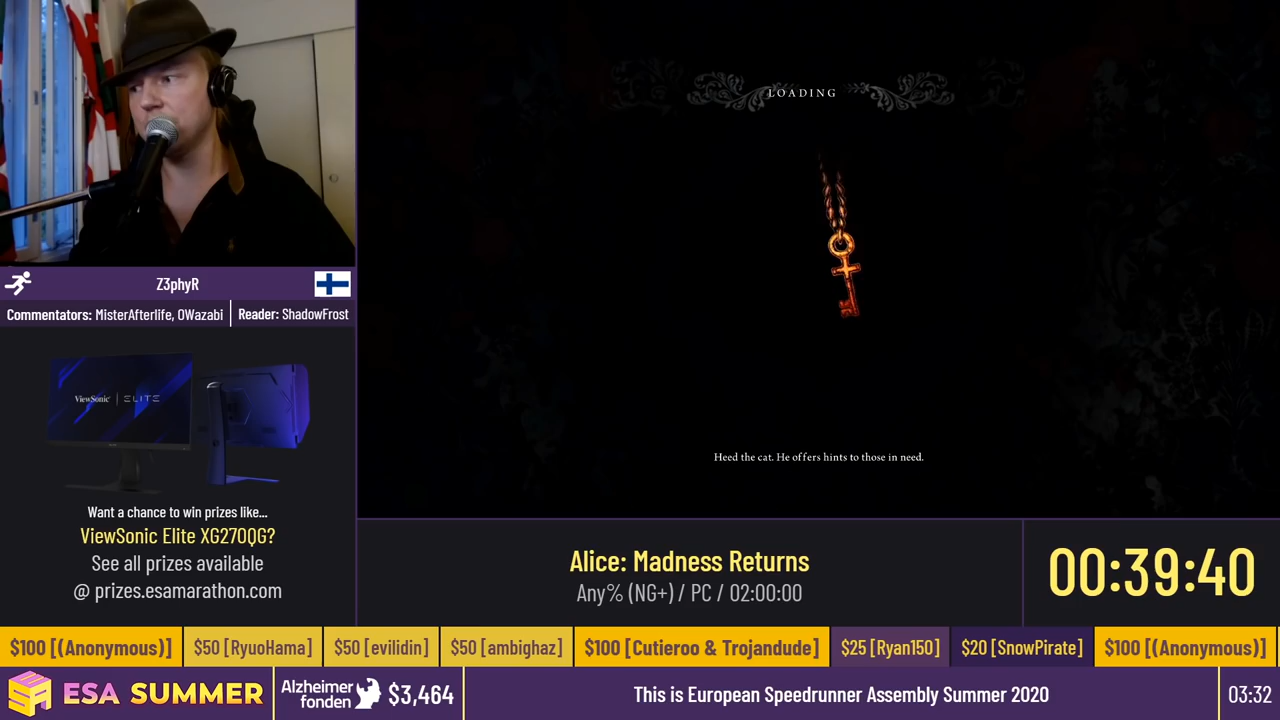 LOADING
Heed the cat. He offers hints to those in need.
Z3phyR
Commentators: MisterAfterlife, OWazabi
Reader: ShadowFrost
ViewSonic | ELITE
Want a chance to win prizes like...
ViewSonic Elite XG270QG?
See all prizes available
@ prizes.esamarathon.com
Alice: Madness Returns
Any% (NG+) / PC / 02:00:00
00:39:40
$100 [(Anonymous)]
$50 [RyuoHama]
$50 [evilidin]
$50 [ambighaz]
$100 [Cutieroo & Trojandude]
$25 [Ryan150]
$20 [SnowPirate]
$100 [(Anonymous)]
ESA SUMMER
Alzheimer
fonden
$3,464
This is European Speedrunner Assembly Summer 2020
03:32